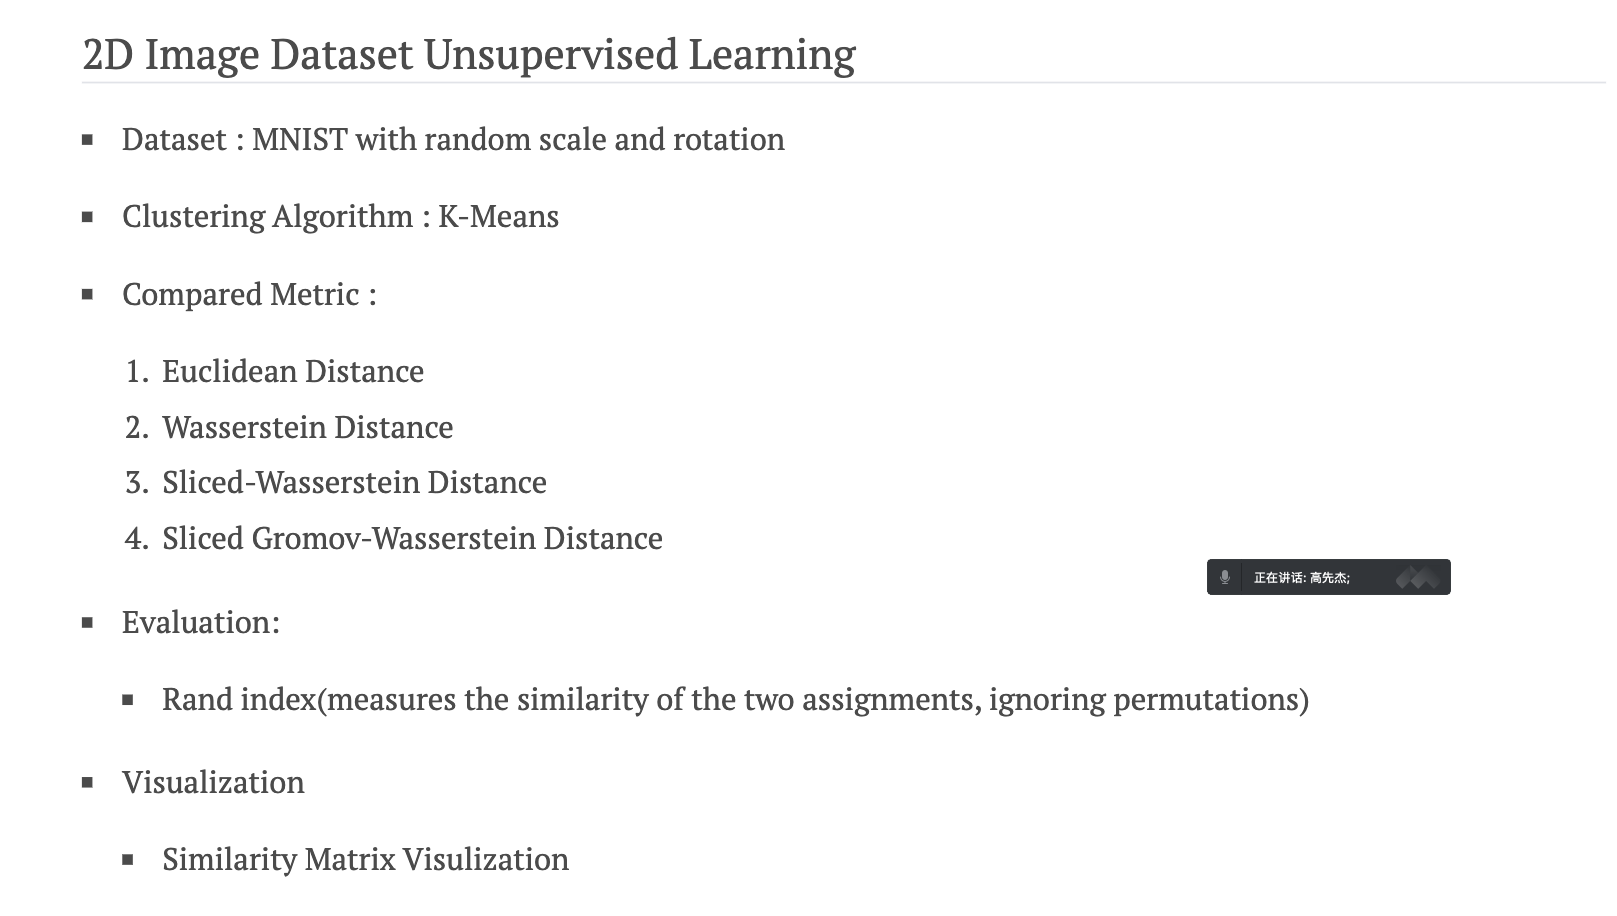 2D Image Dataset Unsupervised Learning
Dataset : MNIST with random scale and rotation
Clustering Algorithm : K-Means
Compared Metric :
1. Euclidean Distance
2. Wasserstein Distance
3. Sliced-Wasserstein Distance
4. Sliced Gromov-Wasserstein Distance
正在讲话: 高先杰;
Evaluation:
Rand index(measures the similarity of the two assignments, ignoring permutations)
Visualization
Similarity Matrix Visulization